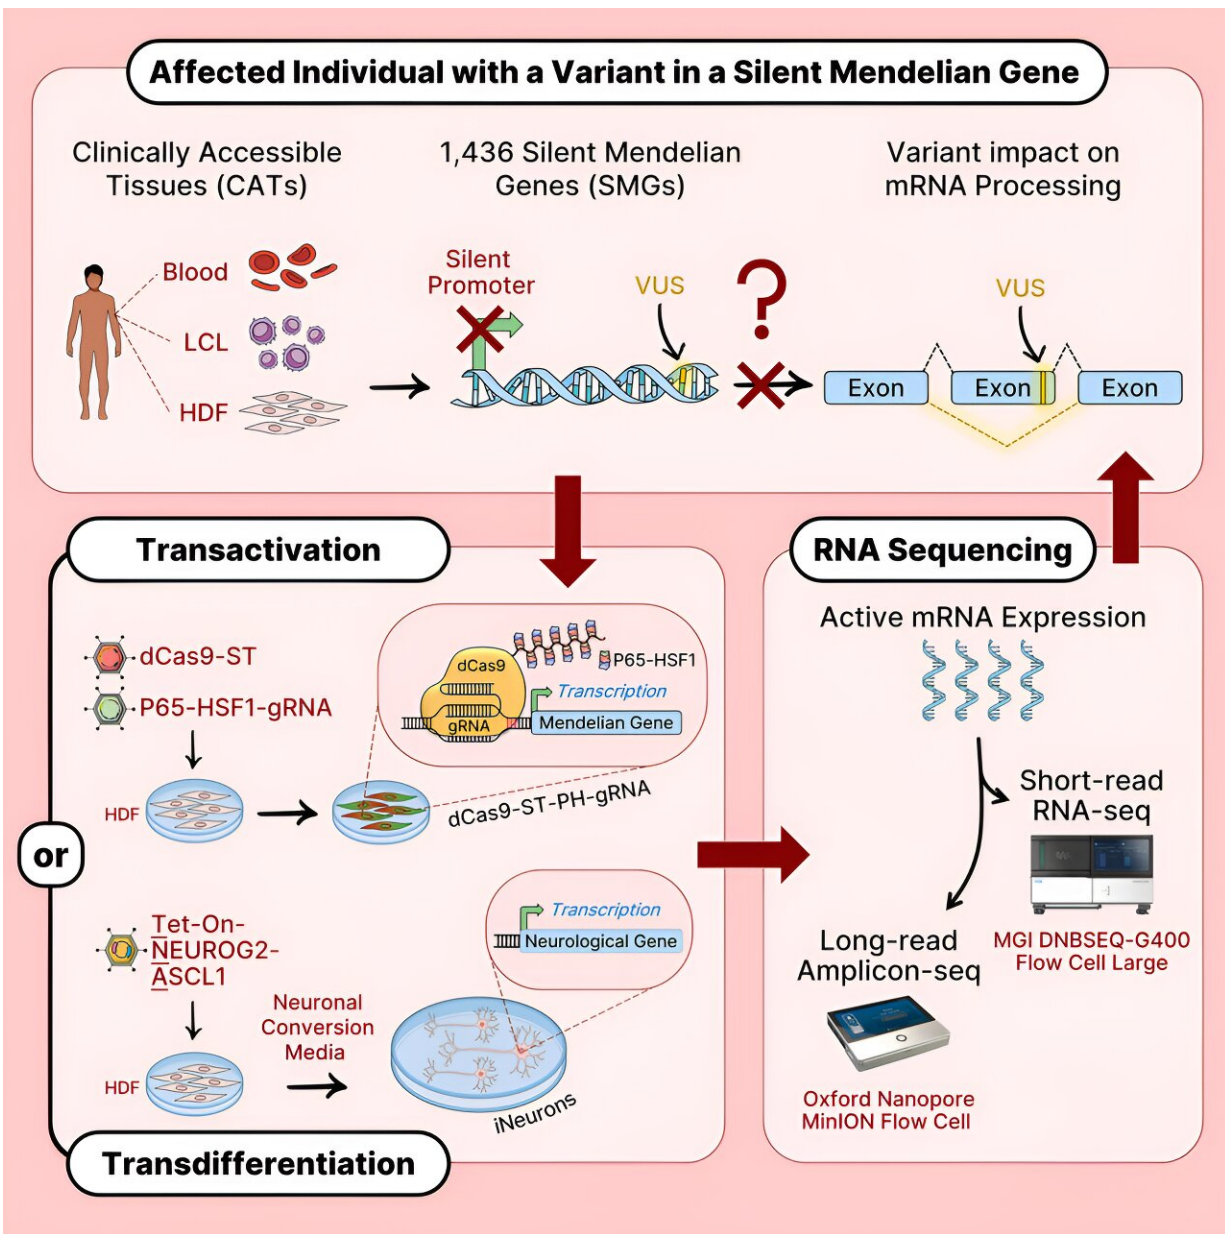 Affected Individual with a Variant in a Silent Mendelian Gene
Clinically Accessible
Tissues (CATs)
1,436 Silent Mendelian
Genes (SMGs)
Variant impact on
mRNA Processing
Blood
LCL
HDF
Silent
Promoter
VUS
?
VUS
Exon
Exon
Exon
Transactivation
dCas9-ST
P65-HSF1-gRNA
HDF
dCas9
P65-HSF1
Transcription
gRNA
Mendelian Gene
dCas9-ST-PH-gRNA
or
Tet-On-
NEUROG2-
ASCL1
HDF
Neuronal
Conversion
Media
Transcription
Neurological Gene
iNeurons
Transdifferentiation
RNA Sequencing
Active mRNA Expression
Short-read
RNA-seq
MGI DNBSEQ-G400
Flow Cell Large
Long-read
Amplicon-seq
Oxford Nanopore
MinION Flow Cell